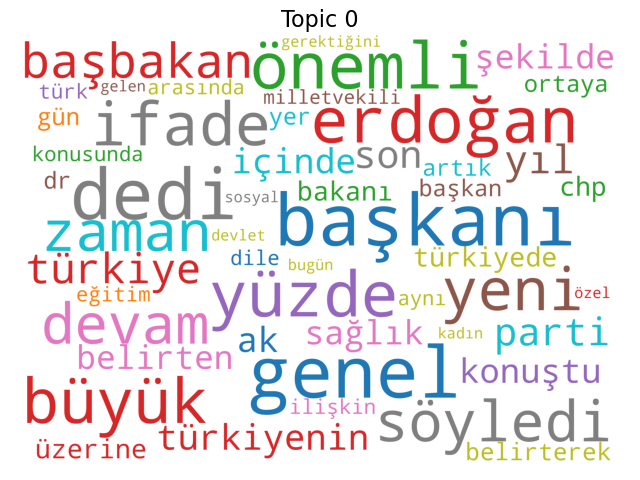 Topic 0
gerektiğini
başbakan önemli şekilde
türk gelen arasında milletvekili ortaya
gün ifade yer erdoğan
konusunda içinde son artık yıl
dr dedi sosyal bakanı başkan chp
zaman devlet başkanı
türkiye dile bugün türkiyede
eğitim yüzde aynı yeni özel
devam ak sağlık kadın parti
belirten genel konuştu
büyük ilişkin söyledi
üzerine türkiyenin belirterek